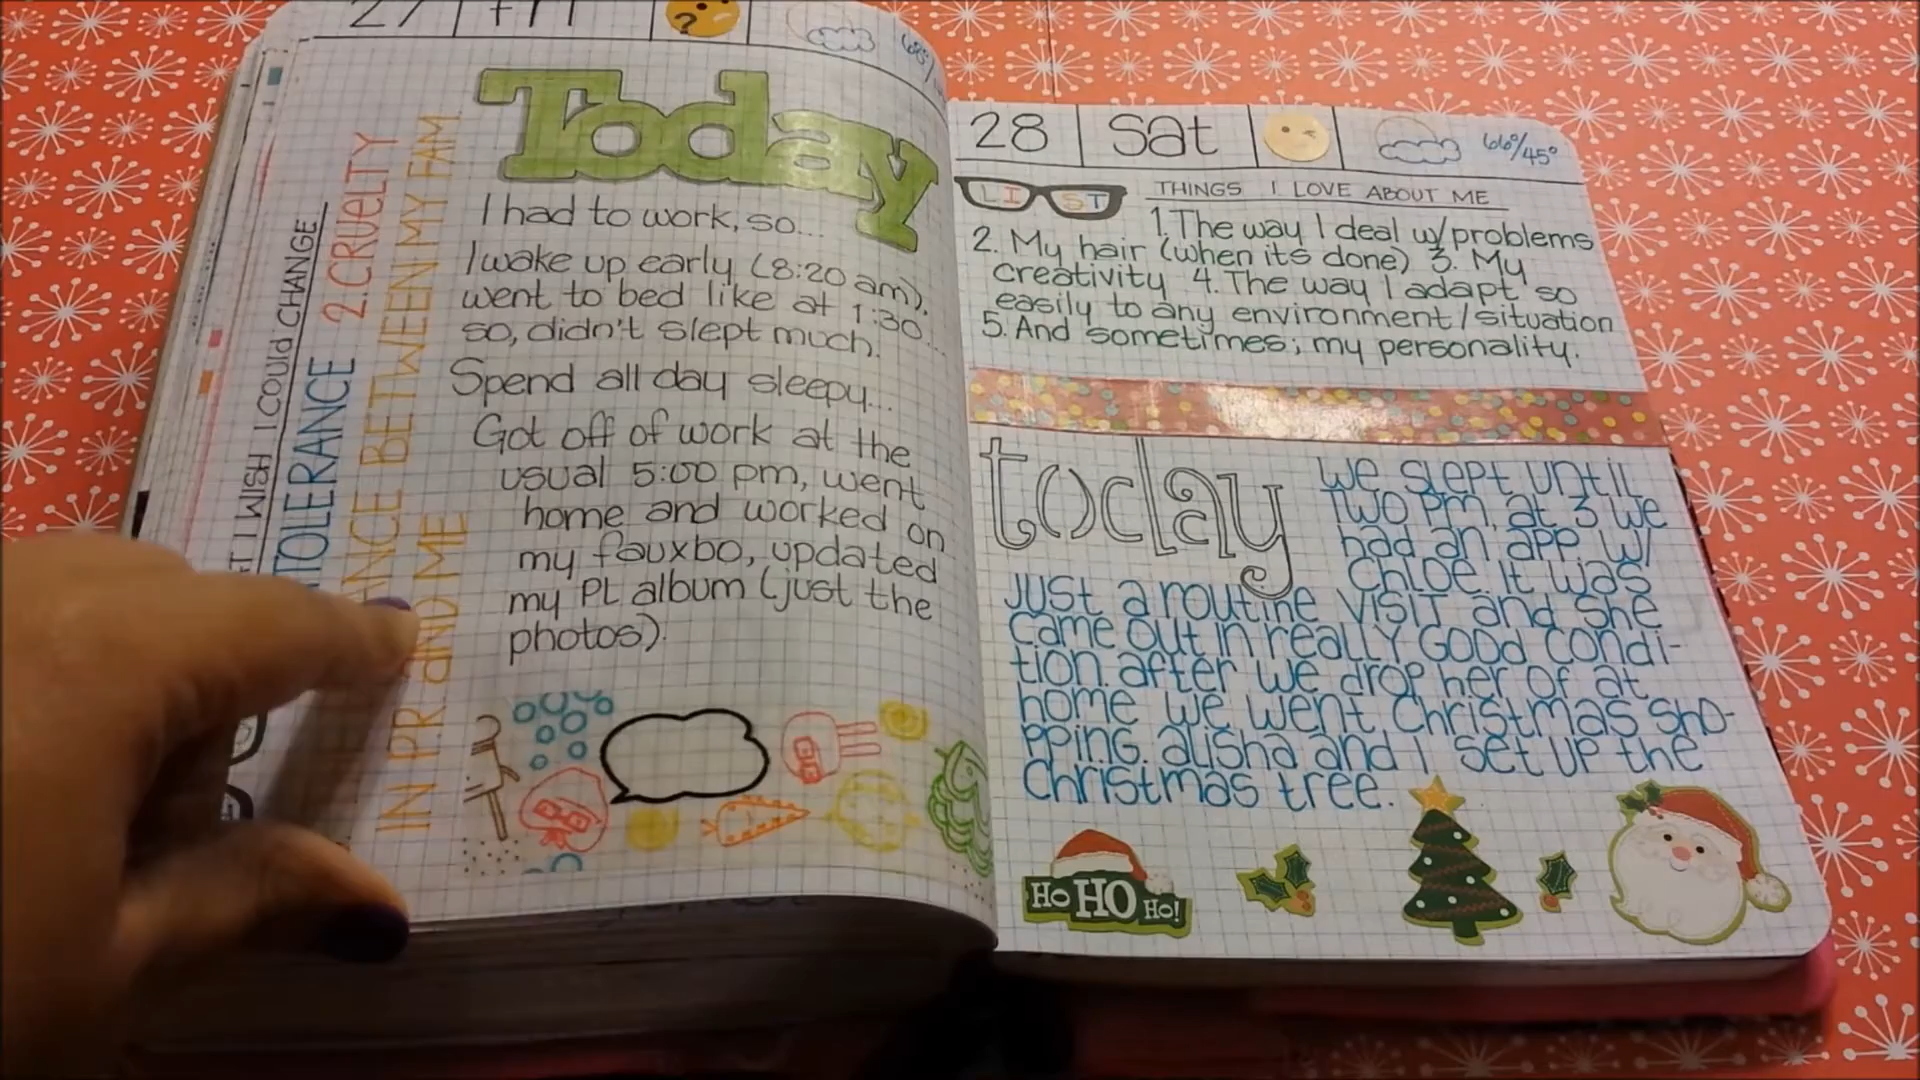 27 fri
?
68°/
Today
I had to work, so...
I wake up early (8:20 am).
went to bed like at 1:30...
so, didn't slept much.
Spend all day sleepy...
Got off of work at the
usual 5:00 pm, went
home and worked on
my fauxbo, updated
my PL album (just the
photos).
I WISH I COULD CHANGE
TOLERANCE 2. CRUELTY
BETWEEN MY FAM.
IN P.R. and ME
28 sat 66°/45°
LIST THINGS I LOVE ABOUT ME
1. The way I deal w/problems
2. My hair (when its done) 3. My
creativity 4. The way I adapt so
easily to any environment/situation
5. And sometimes; my personality.
today
we slept until
two pm. at 3 we
had an app w/
Chloe. It was
just a routine visit and she
came out in really good condi-
tion. after we drop her of at
home we went Christmas sho-
pping. alisha and I set up the
Christmas tree.
Ho HO Ho!